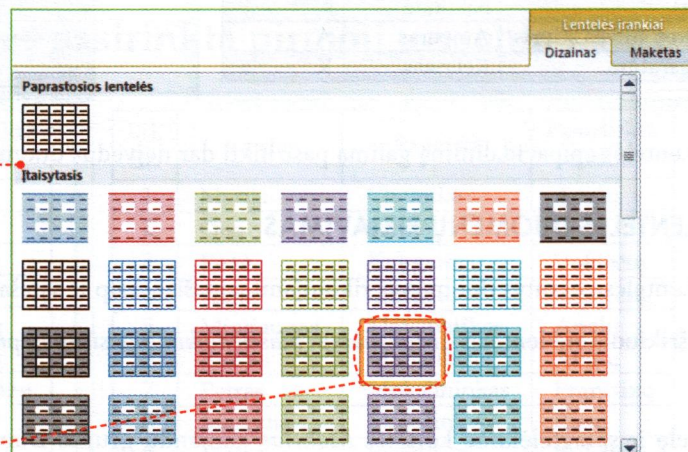 Lentelės įrankiai
Dizainas Maketas
Paprastosios lentelės
Įtaisytasis